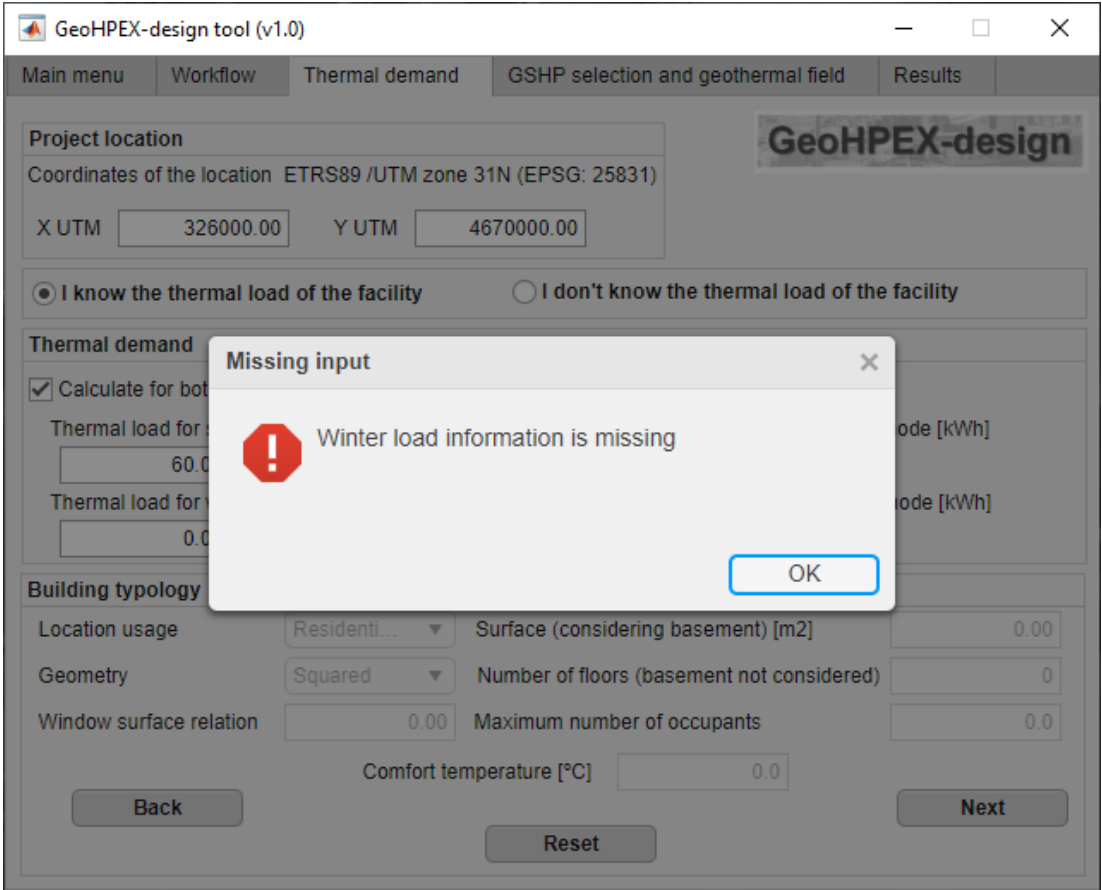 GeoHPEX-design tool (v1.0)
Main menu Workflow Thermal demand GSHP selection and geothermal field Results
GeoHPEX-design
Project location
Coordinates of the location ETRS89 /UTM zone 31N (EPSG: 25831)
X UTM 326000.00 Y UTM 4670000.00
I know the thermal load of the facility I don't know the thermal load of the facility
Thermal demand
Missing input
Calculate for bot
Thermal load for ode [kWh]
Winter load information is missing
60.0
Thermal load for ode [kWh]
0.0
OK
Building typology
Location usage Residenti... Surface (considering basement) [m2] 0.00
Geometry Squared Number of floors (basement not considered) 0
Window surface relation 0.00 Maximum number of occupants 0.0
Comfort temperature [°C] 0.0
Back Next
Reset